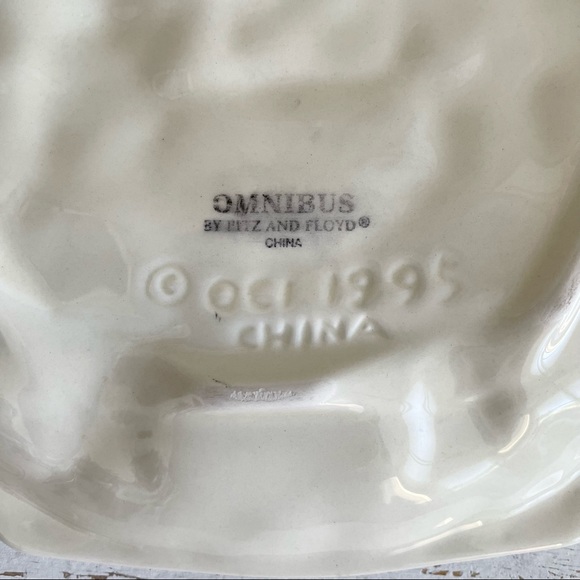 OMNIBUS
BY FITZ AND FLOYD®
CHINA
© OCI 1995
CHINA